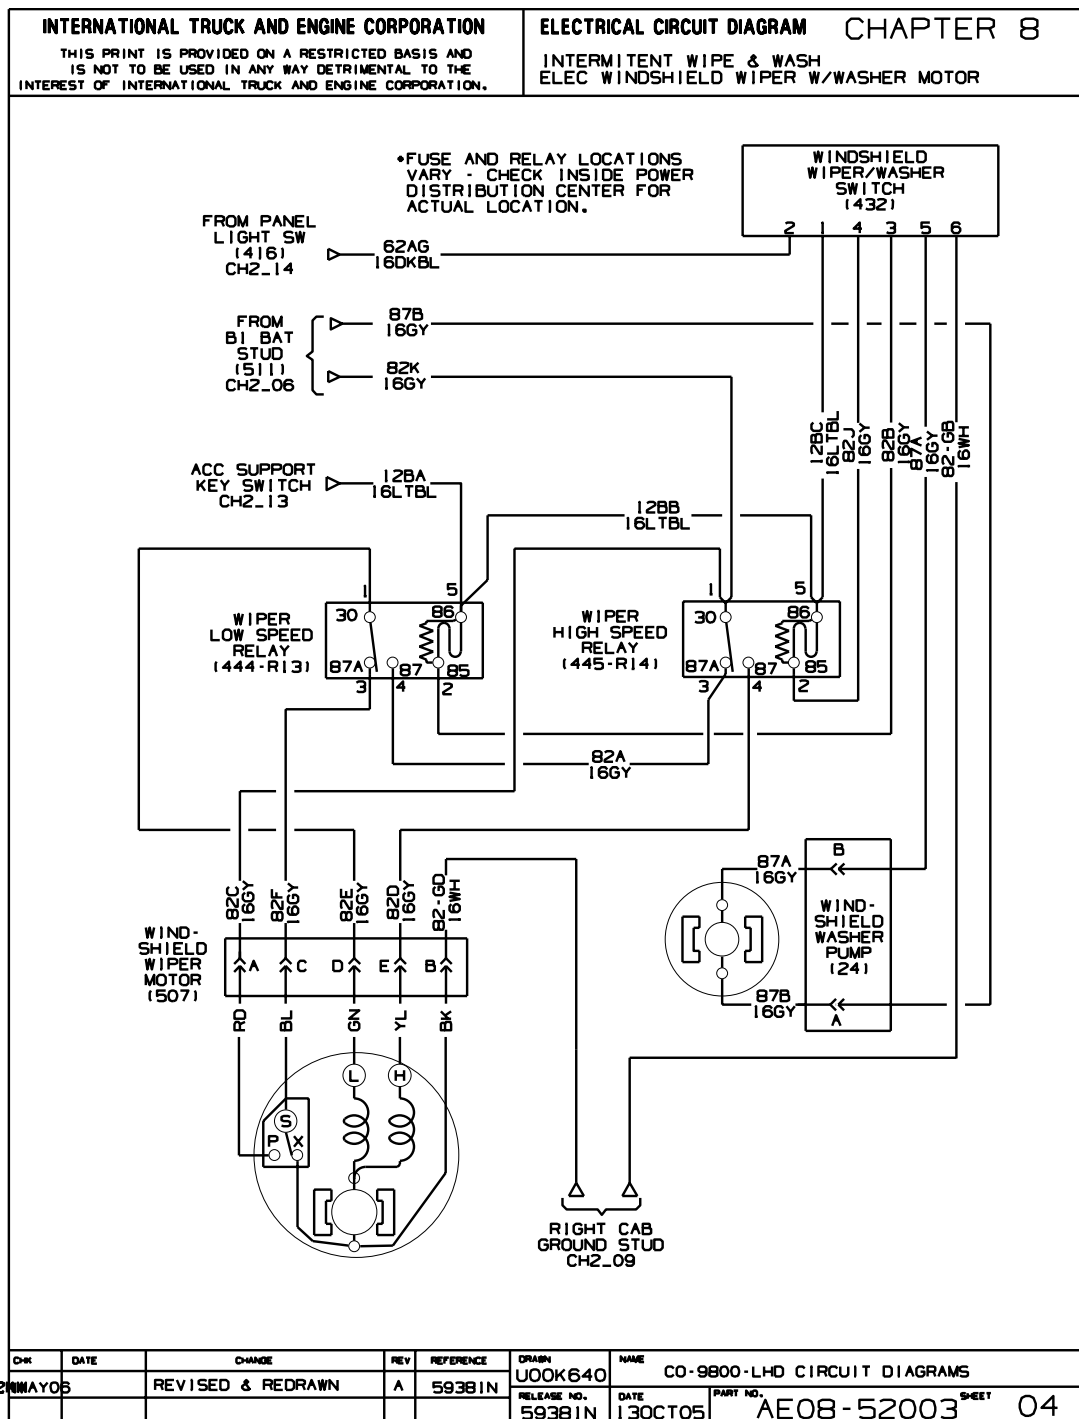 INTERNATIONAL TRUCK AND ENGINE CORPORATION
THIS PRINT IS PROVIDED ON A RESTRICTED BASIS AND
IS NOT TO BE USED IN ANY WAY DETRIMENTAL TO THE
INTEREST OF INTERNATIONAL TRUCK AND ENGINE CORPORATION.
ELECTRICAL CIRCUIT DIAGRAM CHAPTER 8
INTERMITENT WIPE & WASH
ELEC WINDSHIELD WIPER W/WASHER MOTOR
*FUSE AND RELAY LOCATIONS
VARY - CHECK INSIDE POWER
DISTRIBUTION CENTER FOR
ACTUAL LOCATION.
WINDSHIELD
WIPER/WASHER
SWITCH
(432)
2 1 4 3 5 6
FROM PANEL
LIGHT SW
(416)
CH2_14
62AG
16DKBL
FROM
B1 BAT
STUD
(511)
CH2_06
87B
16GY
82K
16GY
12BC
16LTBL
82J
16GY
82B
16GY
87A
16GY
82-GB
16WH
ACC SUPPORT
KEY SWITCH
CH2_13
12BA
16LTBL
12BB
16LTBL
WIPER
LOW SPEED
RELAY
(444-R13)
1 5
30 86
87A 87 85
3 4 2
WIPER
HIGH SPEED
RELAY
(445-R14)
1 5
30 86
87A 87 85
3 4 2
82A
16GY
82C
16GY
82F
16GY
82E
16GY
82D
16GY
82-GD
16WH
WIND-
SHIELD
WIPER
MOTOR
(507)
A C D E B
RD BL GN YL BK
L H
S
P X
87A
16GY
B
WIND-
SHIELD
WASHER
PUMP
(24)
87B
16GY
A
RIGHT CAB
GROUND STUD
CH2_09
CHK DATE CHANGE REV REFERENCE
REVISED & REDRAWN A 59381N
DRAWN
U00K640
NAME
CO-9800-LHD CIRCUIT DIAGRAMS
RELEASE NO.
59381N
DATE
13OCT05
PART NO.
AE08-52003
SHEET
04